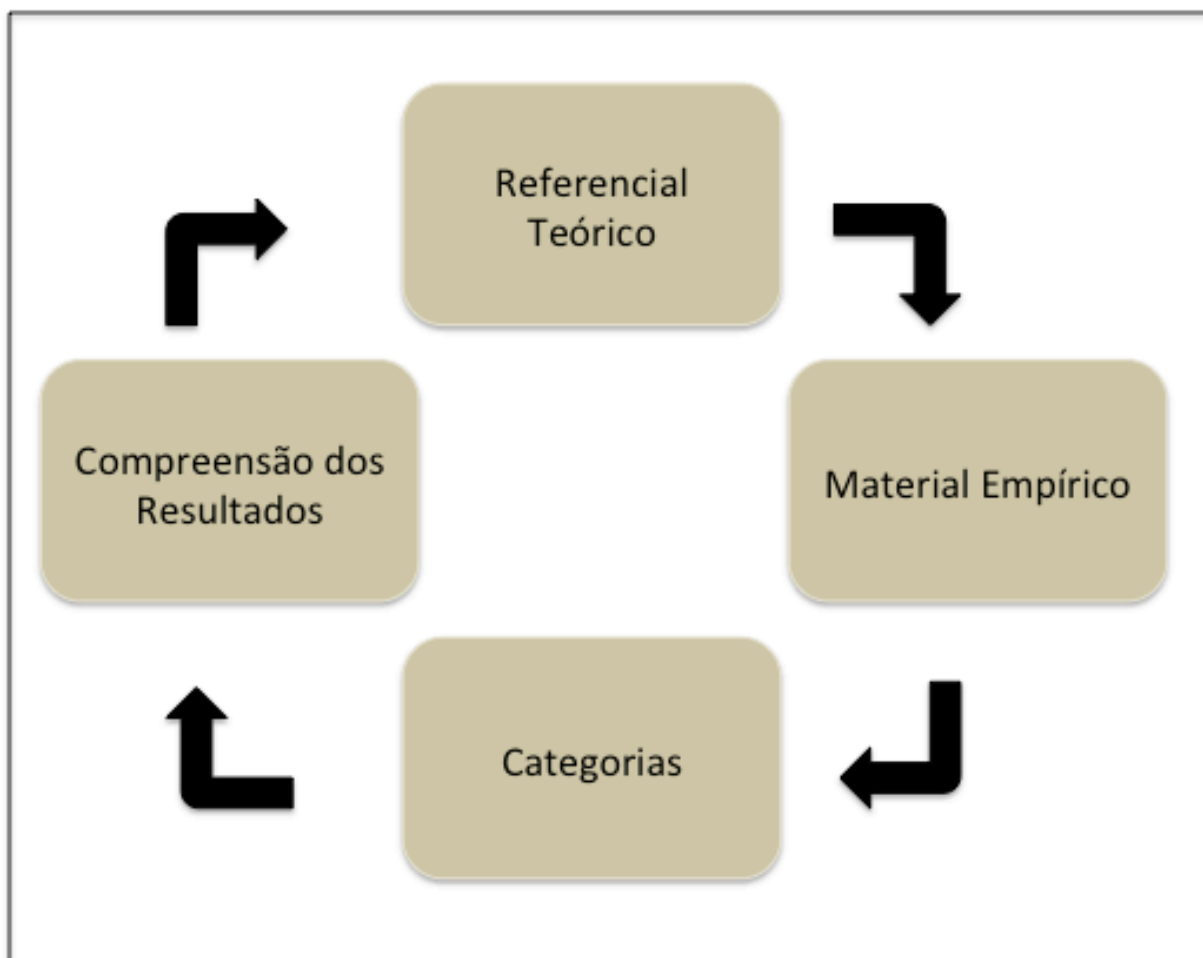 Referencial
Teórico
Material Empírico
Categorias
Compreensão dos
Resultados